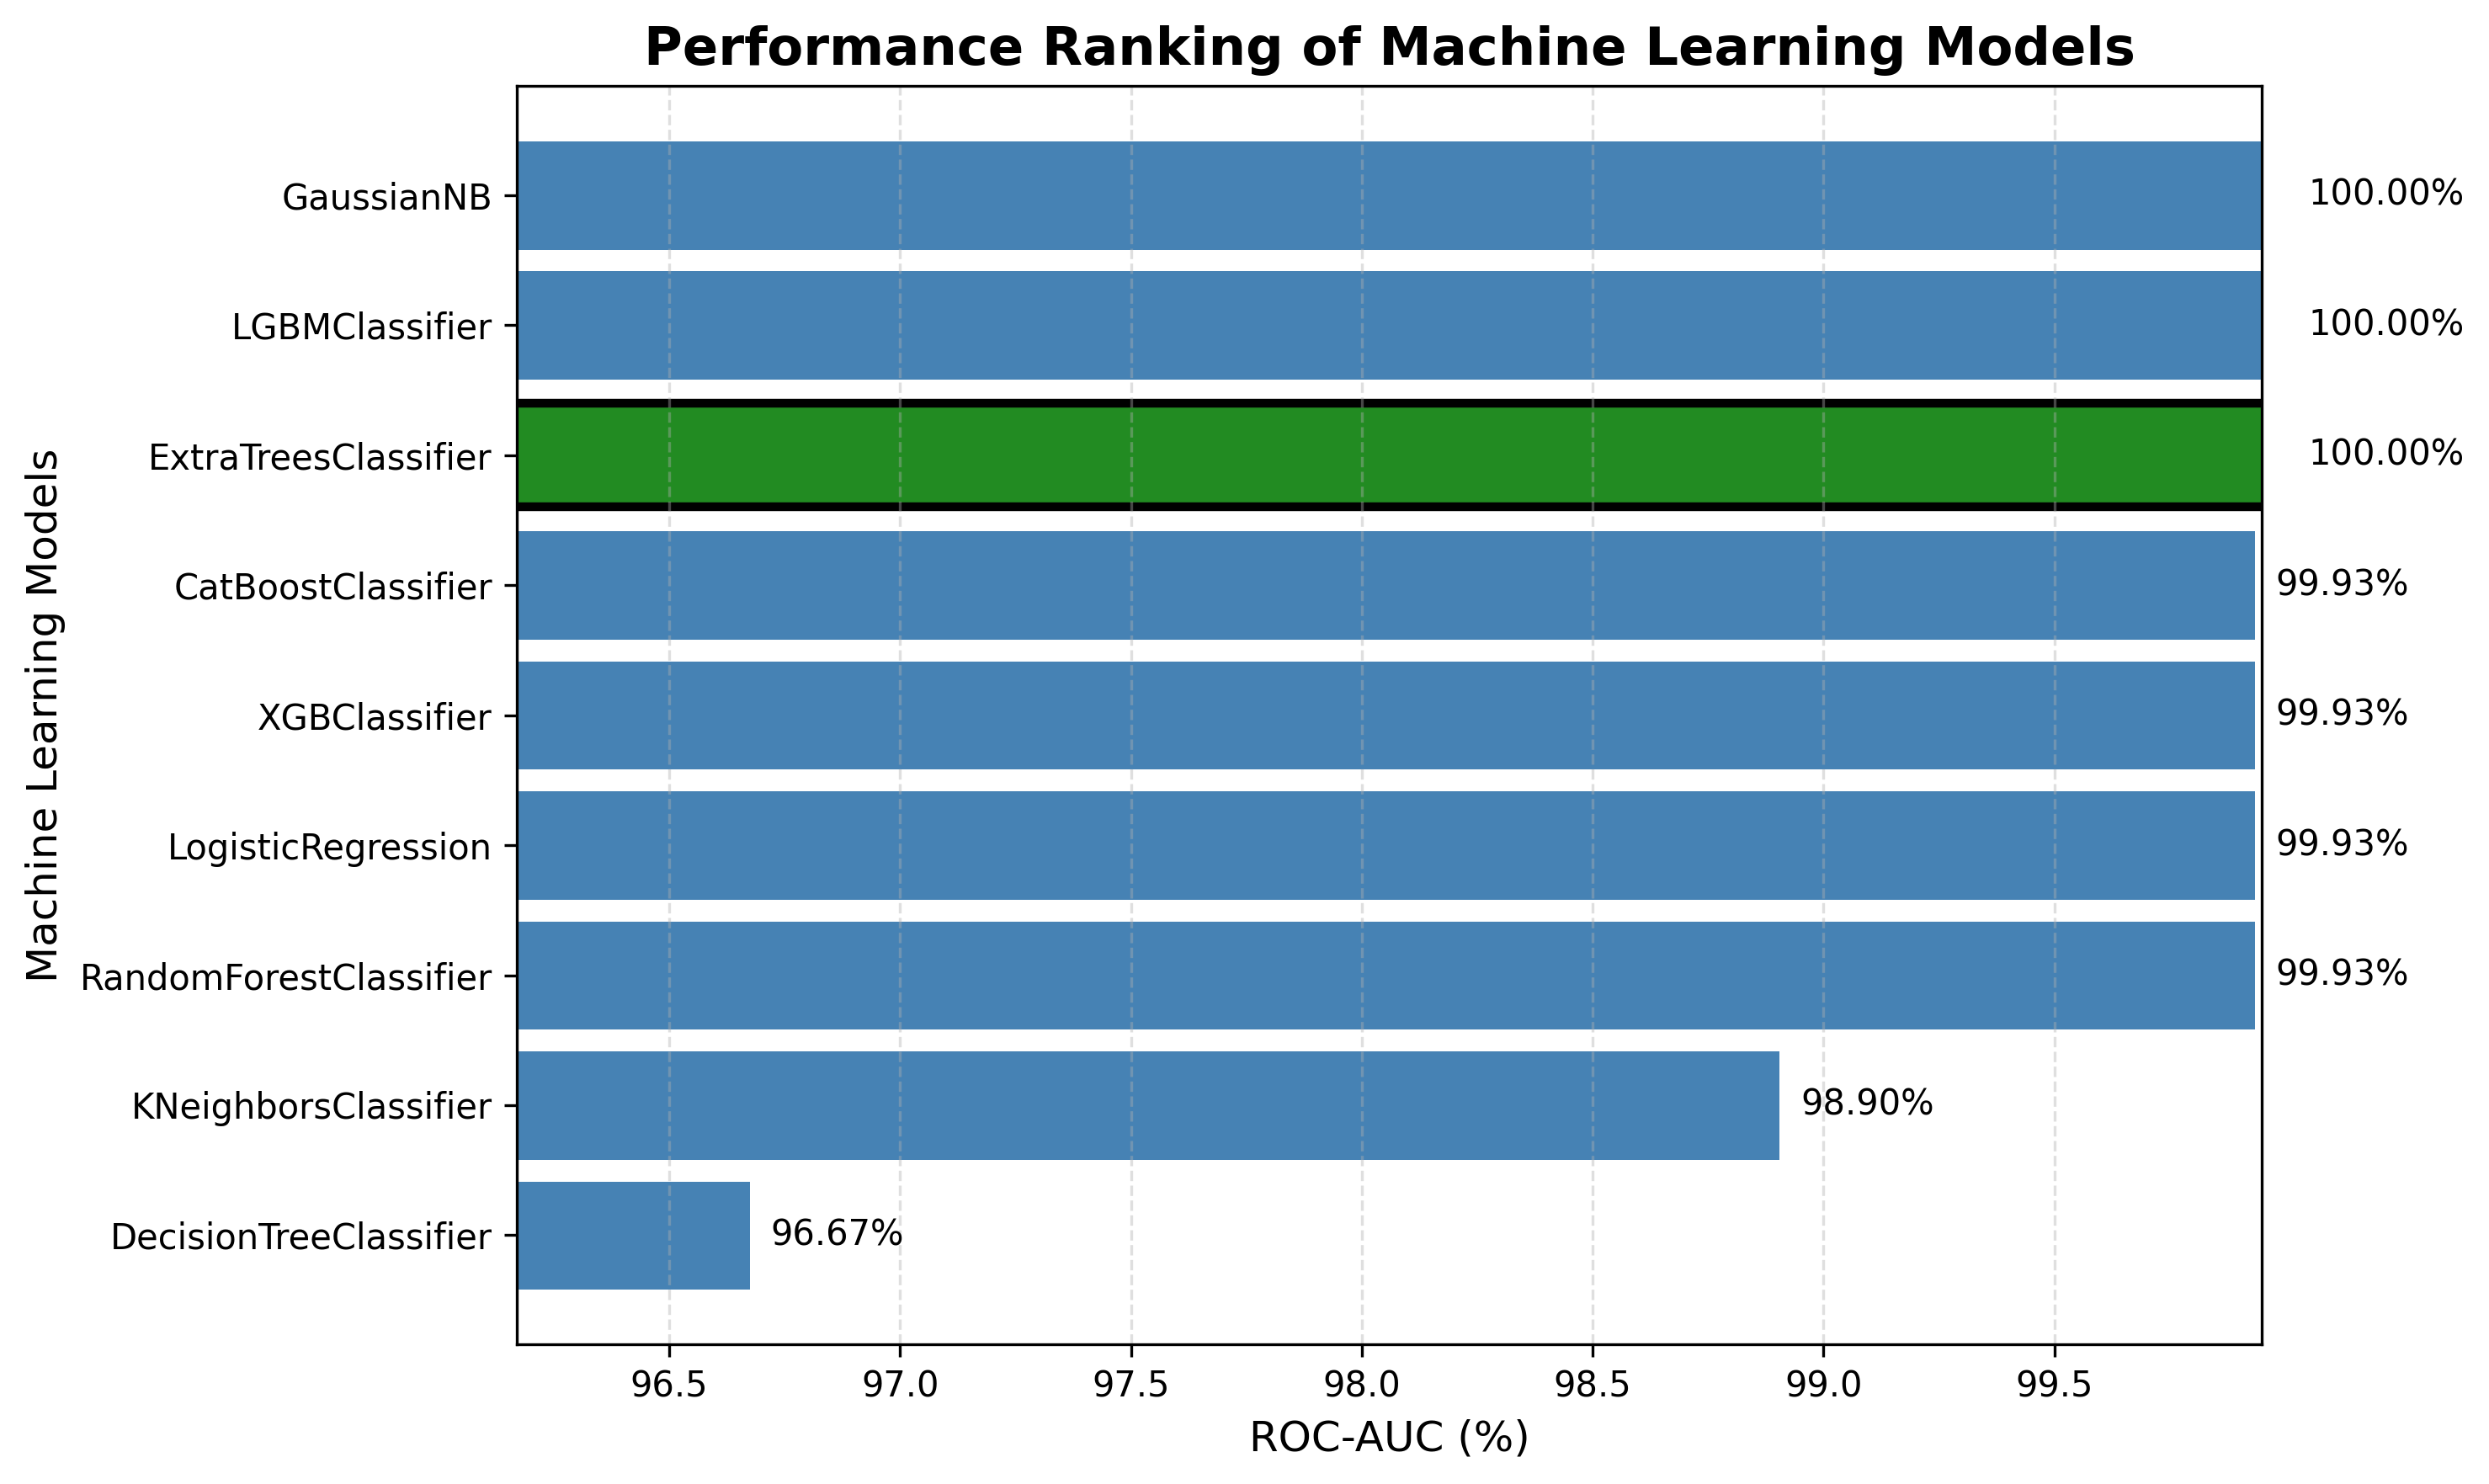 Performance Ranking of Machine Learning Models
Machine Learning Models
GaussianNB 100.00%
LGBMClassifier 100.00%
ExtraTreesClassifier 100.00%
CatBoostClassifier 99.93%
XGBClassifier 99.93%
LogisticRegression 99.93%
RandomForestClassifier 99.93%
KNeighborsClassifier 98.90%
DecisionTreeClassifier 96.67%
96.5 97.0 97.5 98.0 98.5 99.0 99.5
ROC-AUC (%)